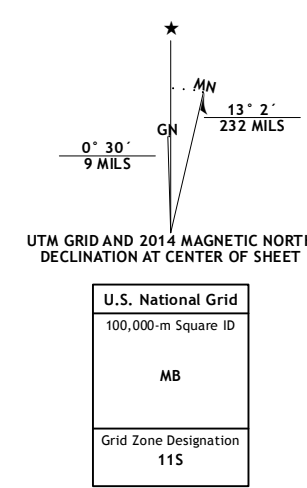 ★
MN
13° 2´
232 MILS
GN
0° 30´
9 MILS
UTM GRID AND 2014 MAGNETIC NORTH
DECLINATION AT CENTER OF SHEET
U.S. National Grid
100,000-m Square ID
MB
Grid Zone Designation
11S